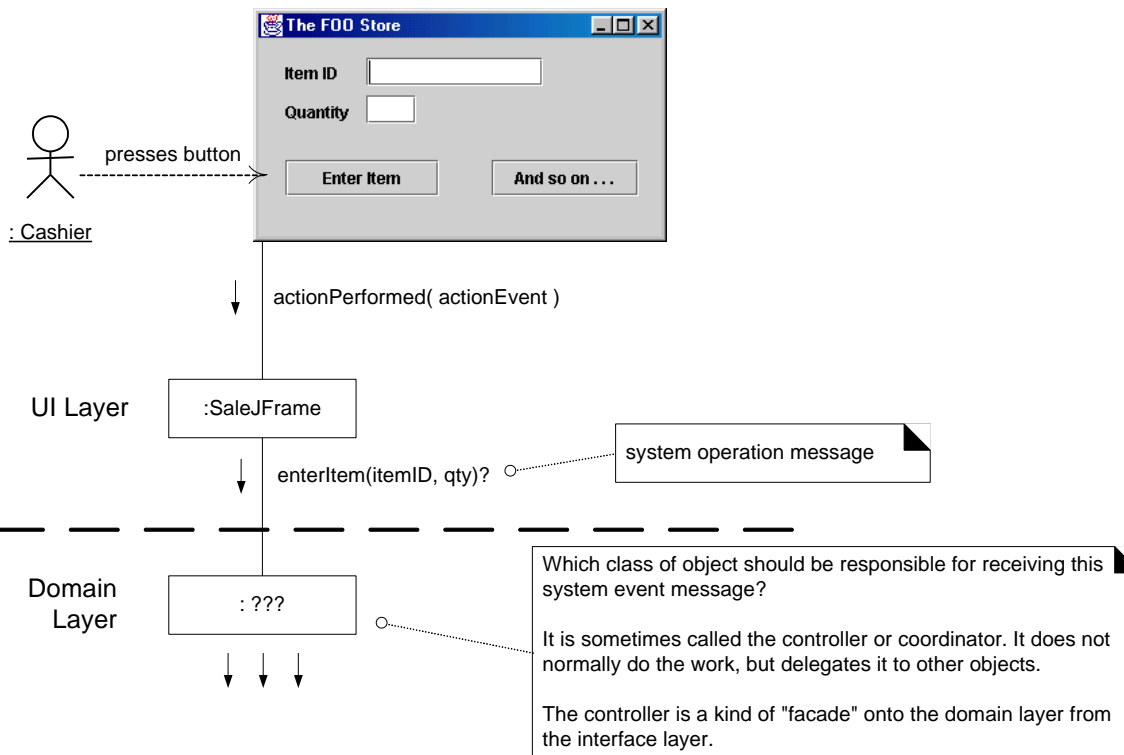 The FOO Store
Item ID
Quantity
Enter Item
And so on . . .
presses button
: Cashier
actionPerformed( actionEvent )
UI Layer
:SaleJFrame
enterItem(itemID, qty)?
system operation message
Domain
Layer
: ???
Which class of object should be responsible for receiving this
system event message?
It is sometimes called the controller or coordinator. It does not
normally do the work, but delegates it to other objects.
The controller is a kind of "facade" onto the domain layer from
the interface layer.